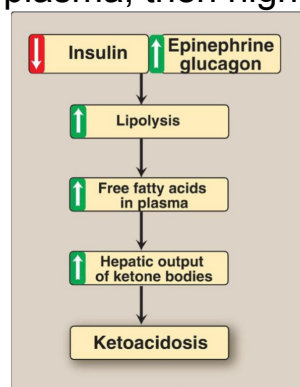 plasma, then high
Insulin
Epinephrine
glucagon
Lipolysis
Free fatty acids
in plasma
Hepatic output
of ketone bodies
Ketoacidosis